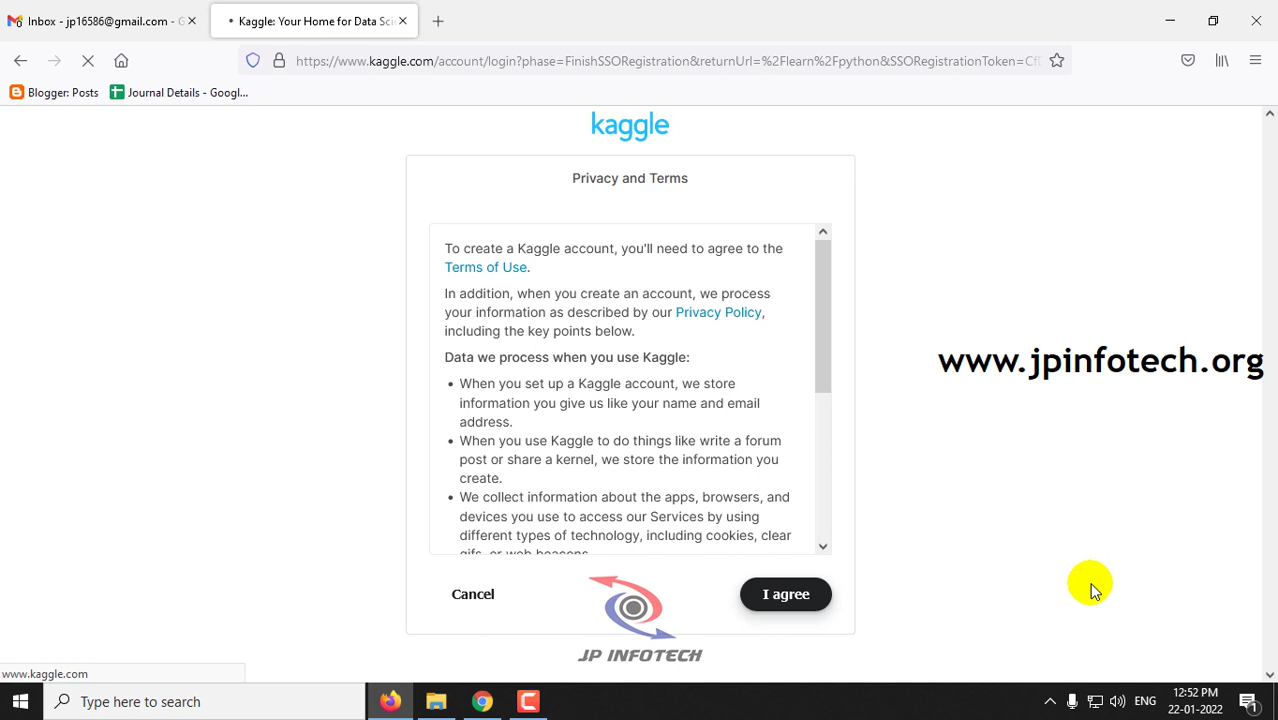 Inbox - jp16586@gmail.com - G
Kaggle: Your Home for Data Scie
https://www.kaggle.com/account/login?phase=FinishSSORegistration&returnUrl=%2Flearn%2Fpython&SSORegistrationToken=Cf
Blogger: Posts
Journal Details - Googl...
kaggle
Privacy and Terms
To create a Kaggle account, you'll need to agree to the
Terms of Use.
In addition, when you create an account, we process
your information as described by our Privacy Policy,
including the key points below.
Data we process when you use Kaggle:
• When you set up a Kaggle account, we store
information you give us like your name and email
address.
• When you use Kaggle to do things like write a forum
post or share a kernel, we store the information you
create.
• We collect information about the apps, browsers, and
devices you use to access our Services by using
different types of technology, including cookies, clear
gifs, or web beacons
www.jpinfotech.org
Cancel
I agree
JP INFOTECH
www.kaggle.com
Type here to search
ENG
12:52 PM
22-01-2022
1